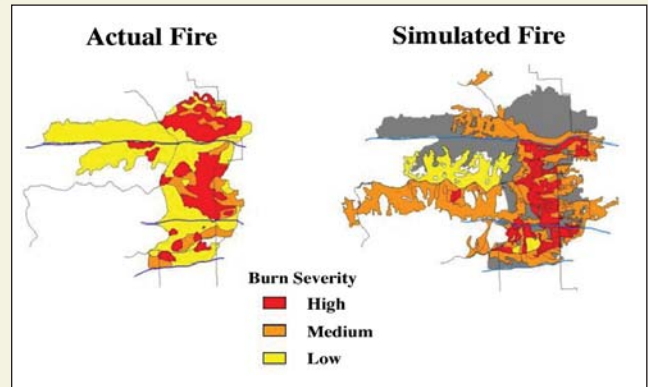 Actual Fire
Simulated Fire
Burn Severity
High
Medium
Low